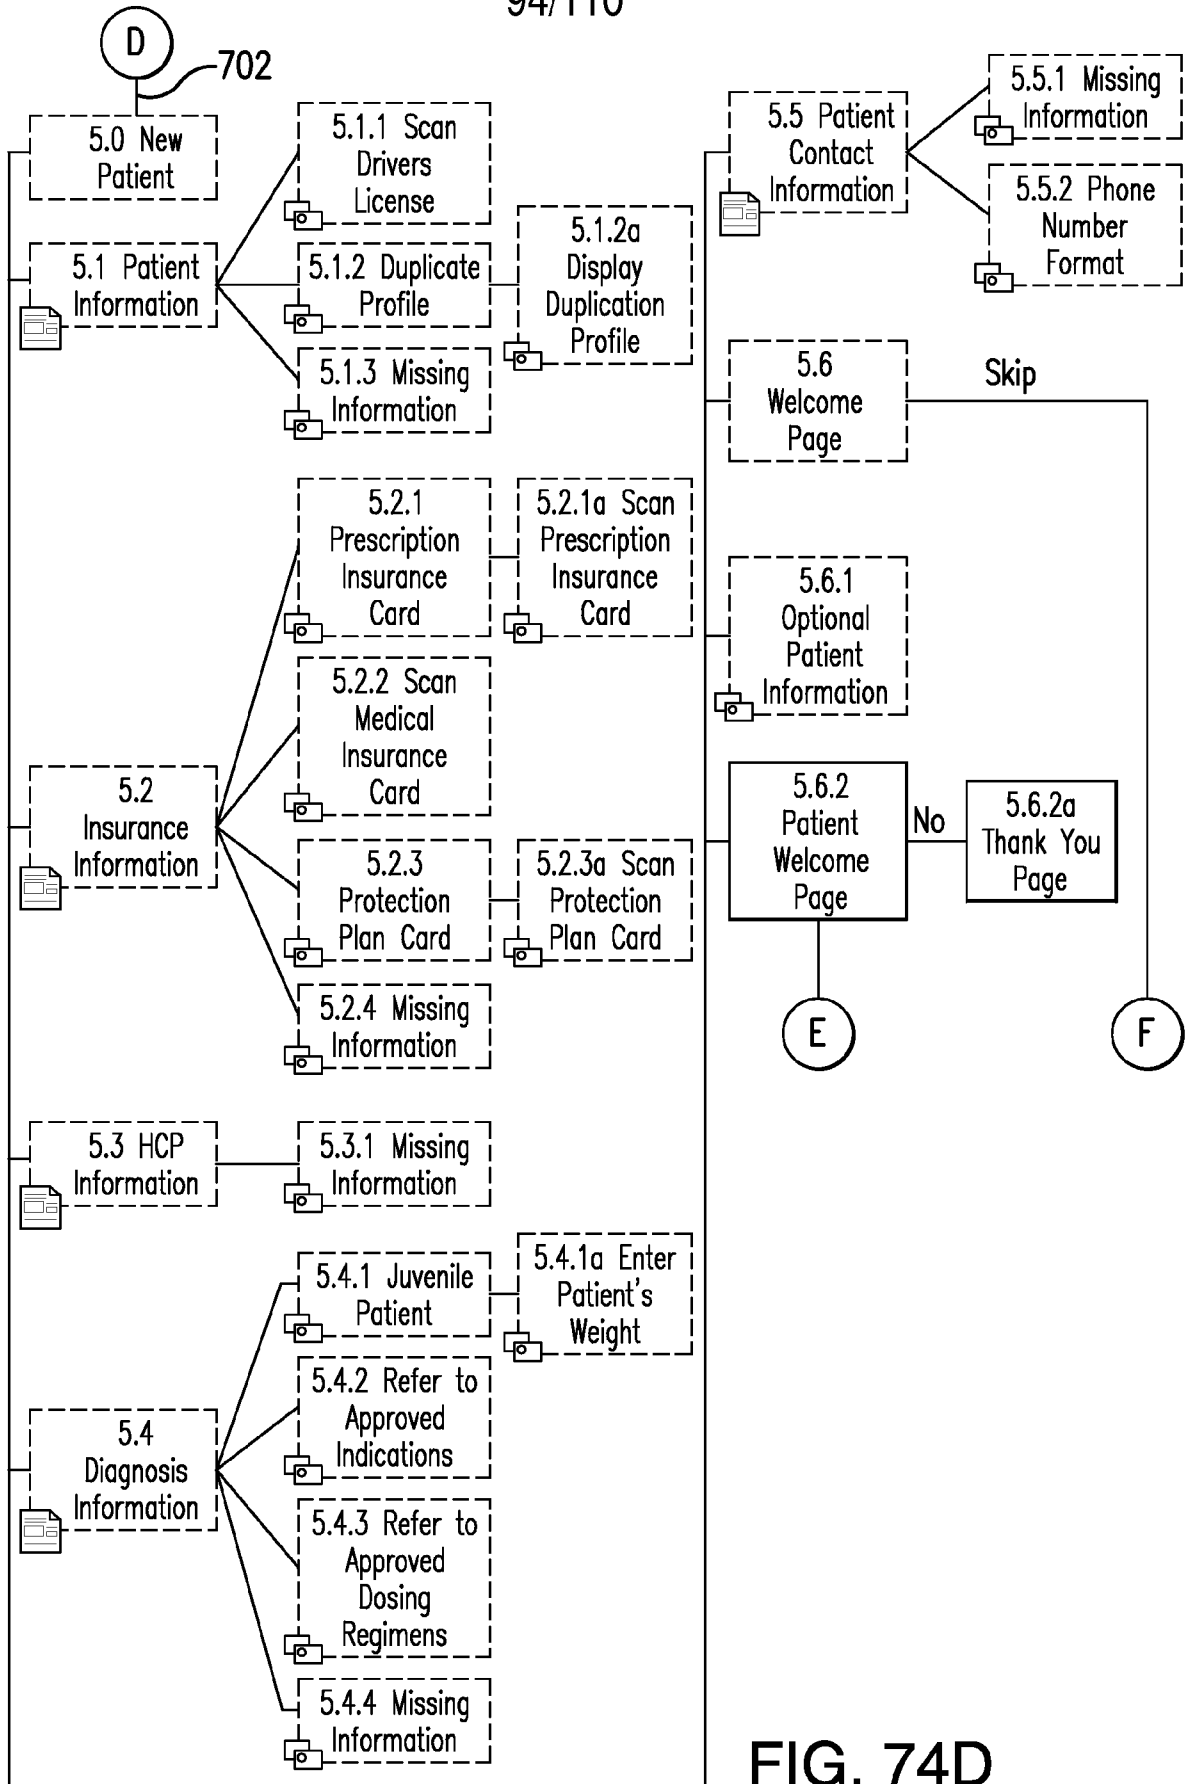 94/110
D
702
5.0 New
Patient
5.1 Patient
Information
5.1.1 Scan
Drivers
License
5.1.2 Duplicate
Profile
5.1.2a
Display
Duplication
Profile
5.1.3 Missing
Information
5.2
Insurance
Information
5.2.1
Prescription
Insurance
Card
5.2.1a Scan
Prescription
Insurance
Card
5.2.2 Scan
Medical
Insurance
Card
5.2.3
Protection
Plan Card
5.2.3a Scan
Protection
Plan Card
5.2.4 Missing
Information
5.3 HCP
Information
5.3.1 Missing
Information
5.4
Diagnosis
Information
5.4.1 Juvenile
Patient
5.4.1a Enter
Patient's
Weight
5.4.2 Refer to
Approved
Indications
5.4.3 Refer to
Approved
Dosing
Regimens
5.4.4 Missing
Information
5.5 Patient
Contact
Information
5.5.1 Missing
Information
5.5.2 Phone
Number
Format
5.6
Welcome
Page
Skip
5.6.1
Optional
Patient
Information
5.6.2
Patient
Welcome
Page
No
5.6.2a
Thank You
Page
E
F
FIG. 74D